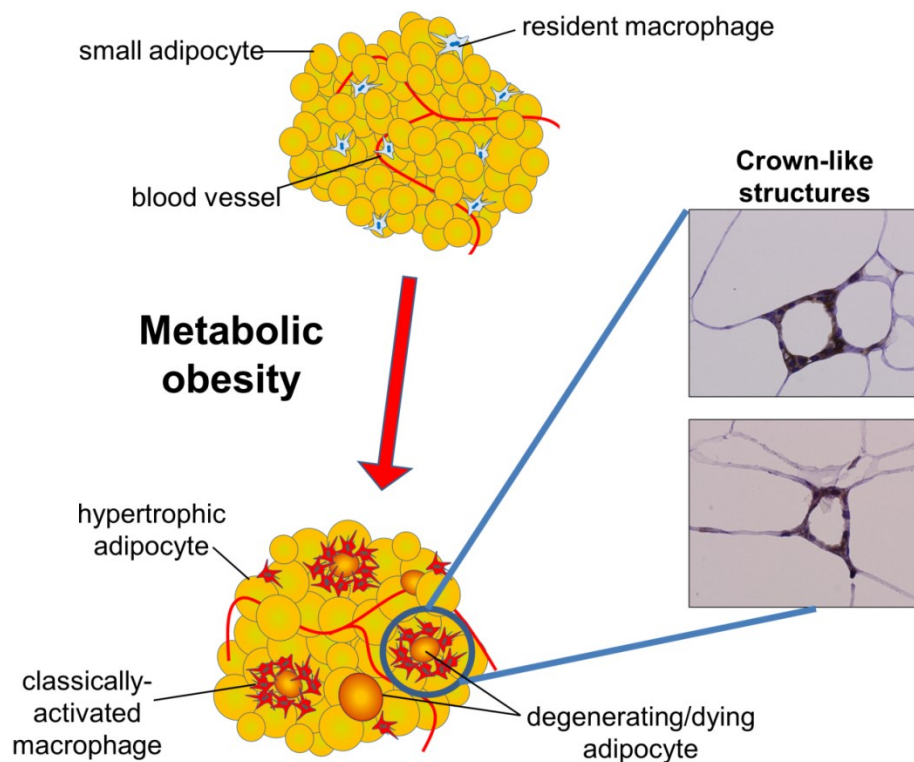 resident macrophage
small adipocyte
blood vessel
Crown-like
structures
Metabolic
obesity
hypertrophic
adipocyte
classically-
activated
macrophage
degenerating/dying
adipocyte